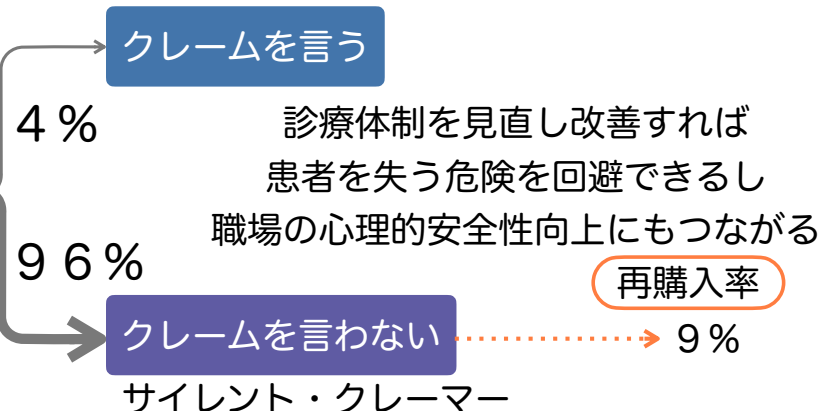 クレームを言う
4%
診療体制を見直し改善すれば
患者を失う危険を回避できるし
職場の心理的安全性向上にもつながる
96%
再購入率
クレームを言わない
9%
サイレント・クレーマー